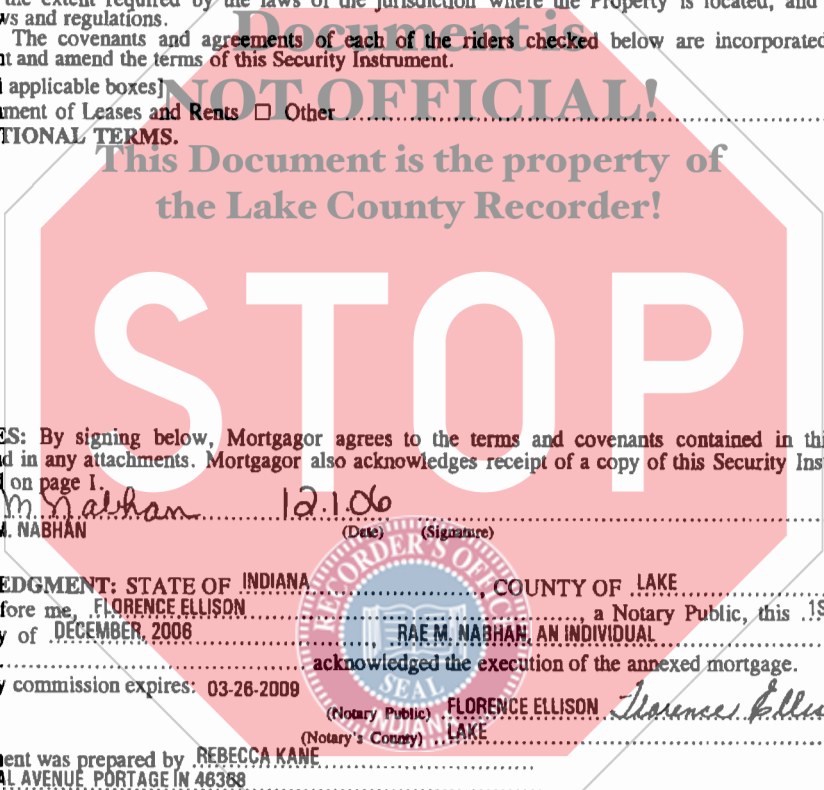 the extent required by the laws of the jurisdiction where the Property is located, and
ws and regulations.
The covenants and agreements of each of the riders checked below are incorporated
nt and amend the terms of this Security Instrument.
applicable boxes]
ment of Leases and Rents ☐ Other
TIONAL TERMS.
Document is
NOT OFFICIAL!
This Document is the property of
the Lake County Recorder!
STOP
ES: By signing below, Mortgagor agrees to the terms and covenants contained in thi
d in any attachments. Mortgagor also acknowledges receipt of a copy of this Security Ins
on page 1.
M Nabhan 12.1.06
M. NABHAN (Date) (Signature)
EDGMENT: STATE OF INDIANA, COUNTY OF LAKE
fore me, FLORENCE ELLISON, a Notary Public, this 1S
y of DECEMBER, 2006, RAE M. NABHAN, AN INDIVIDUAL
acknowledged the execution of the annexed mortgage.
y commission expires: 03-26-2009
(Notary Public) FLORENCE ELLISON Florence Ellis
(Notary's County) LAKE
ent was prepared by REBECCA KANE
AL AVENUE PORTAGE IN 46368
RECORDER'S OFFIC
SEAL
INDIANA